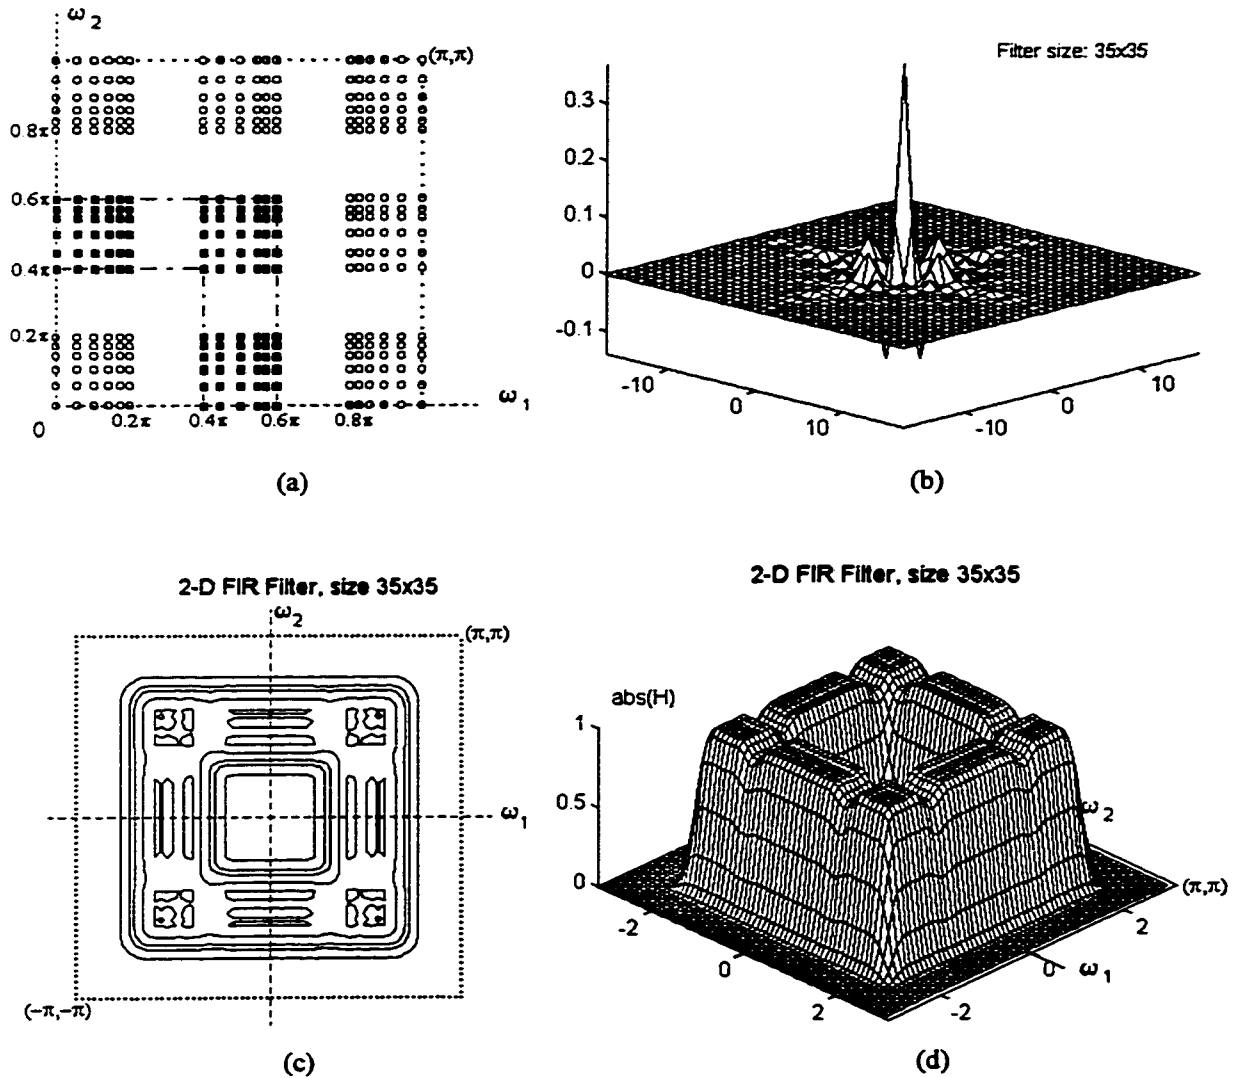 ω₂
(π,π)
0.8π
0.6π
0.4π
0.2π
0
0.2π 0.4π 0.6π 0.8π
ω₁
(a)
Filter size: 35x35
0.3
0.2
0.1
0
-0.1
-10 0 10
-10 0 10
(b)
2-D FIR Filter, size 35x35
ω₂
(π,π)
ω₁
(-π,-π)
(c)
2-D FIR Filter, size 35x35
abs(H)
1
0.5
0
ω₂
(π,π)
-2 0 2
-2 0 2
ω₁
(d)